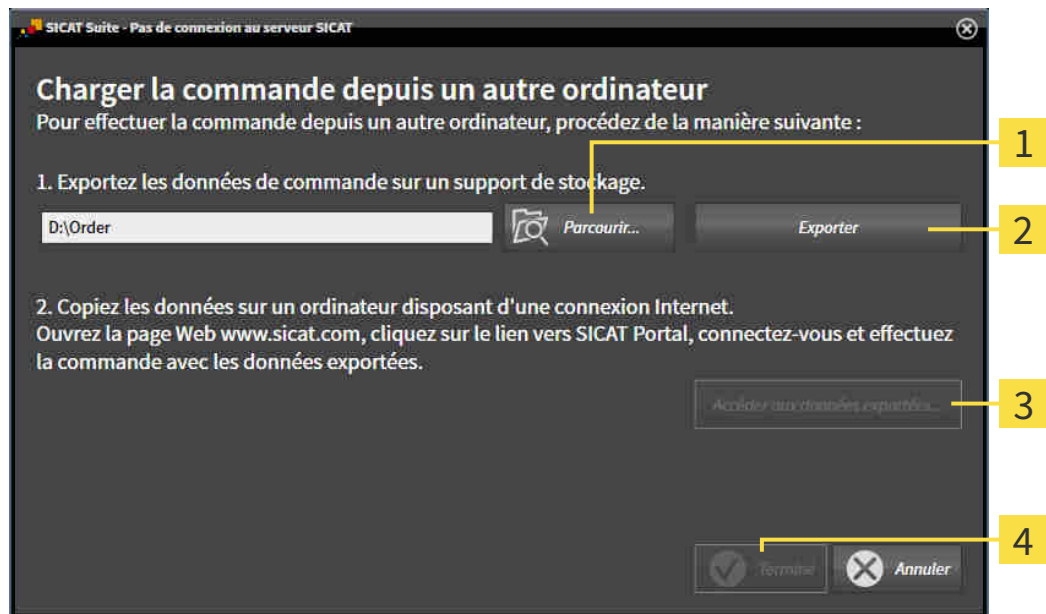 SICAT Suite - Pas de connexion au serveur SICAT
Charger la commande depuis un autre ordinateur
Pour effectuer la commande depuis un autre ordinateur, procédez de la manière suivante :
1
1. Exportez les données de commande sur un support de stockage.
D:\Order
Parcourir...
Exporter
2
2. Copiez les données sur un ordinateur disposant d'une connexion Internet.
Ouvrez la page Web www.sicat.com, cliquez sur le lien vers SICAT Portal, connectez-vous et effectuez
la commande avec les données exportées.
Accéder aux données exportées...
3
4
Terminé
Annuler